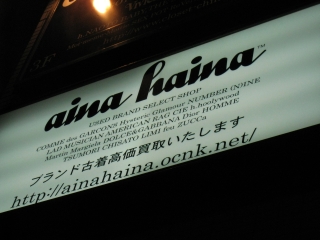 aina haina™
USED BRAND SELECT SHOP
COMME des GARCONS Hysteric Glamour NUMBER (N)INE
LAD MUSICIAN AMERICAN RAG CIE h.hoolywood
Martin Margiela DOLCE&GABBANA Dior HOMME
TSUMORI CHISATO LIMI feu ZUCCa
ブランド古着高価買取いたします
http://ainahaina.ocnk.net/